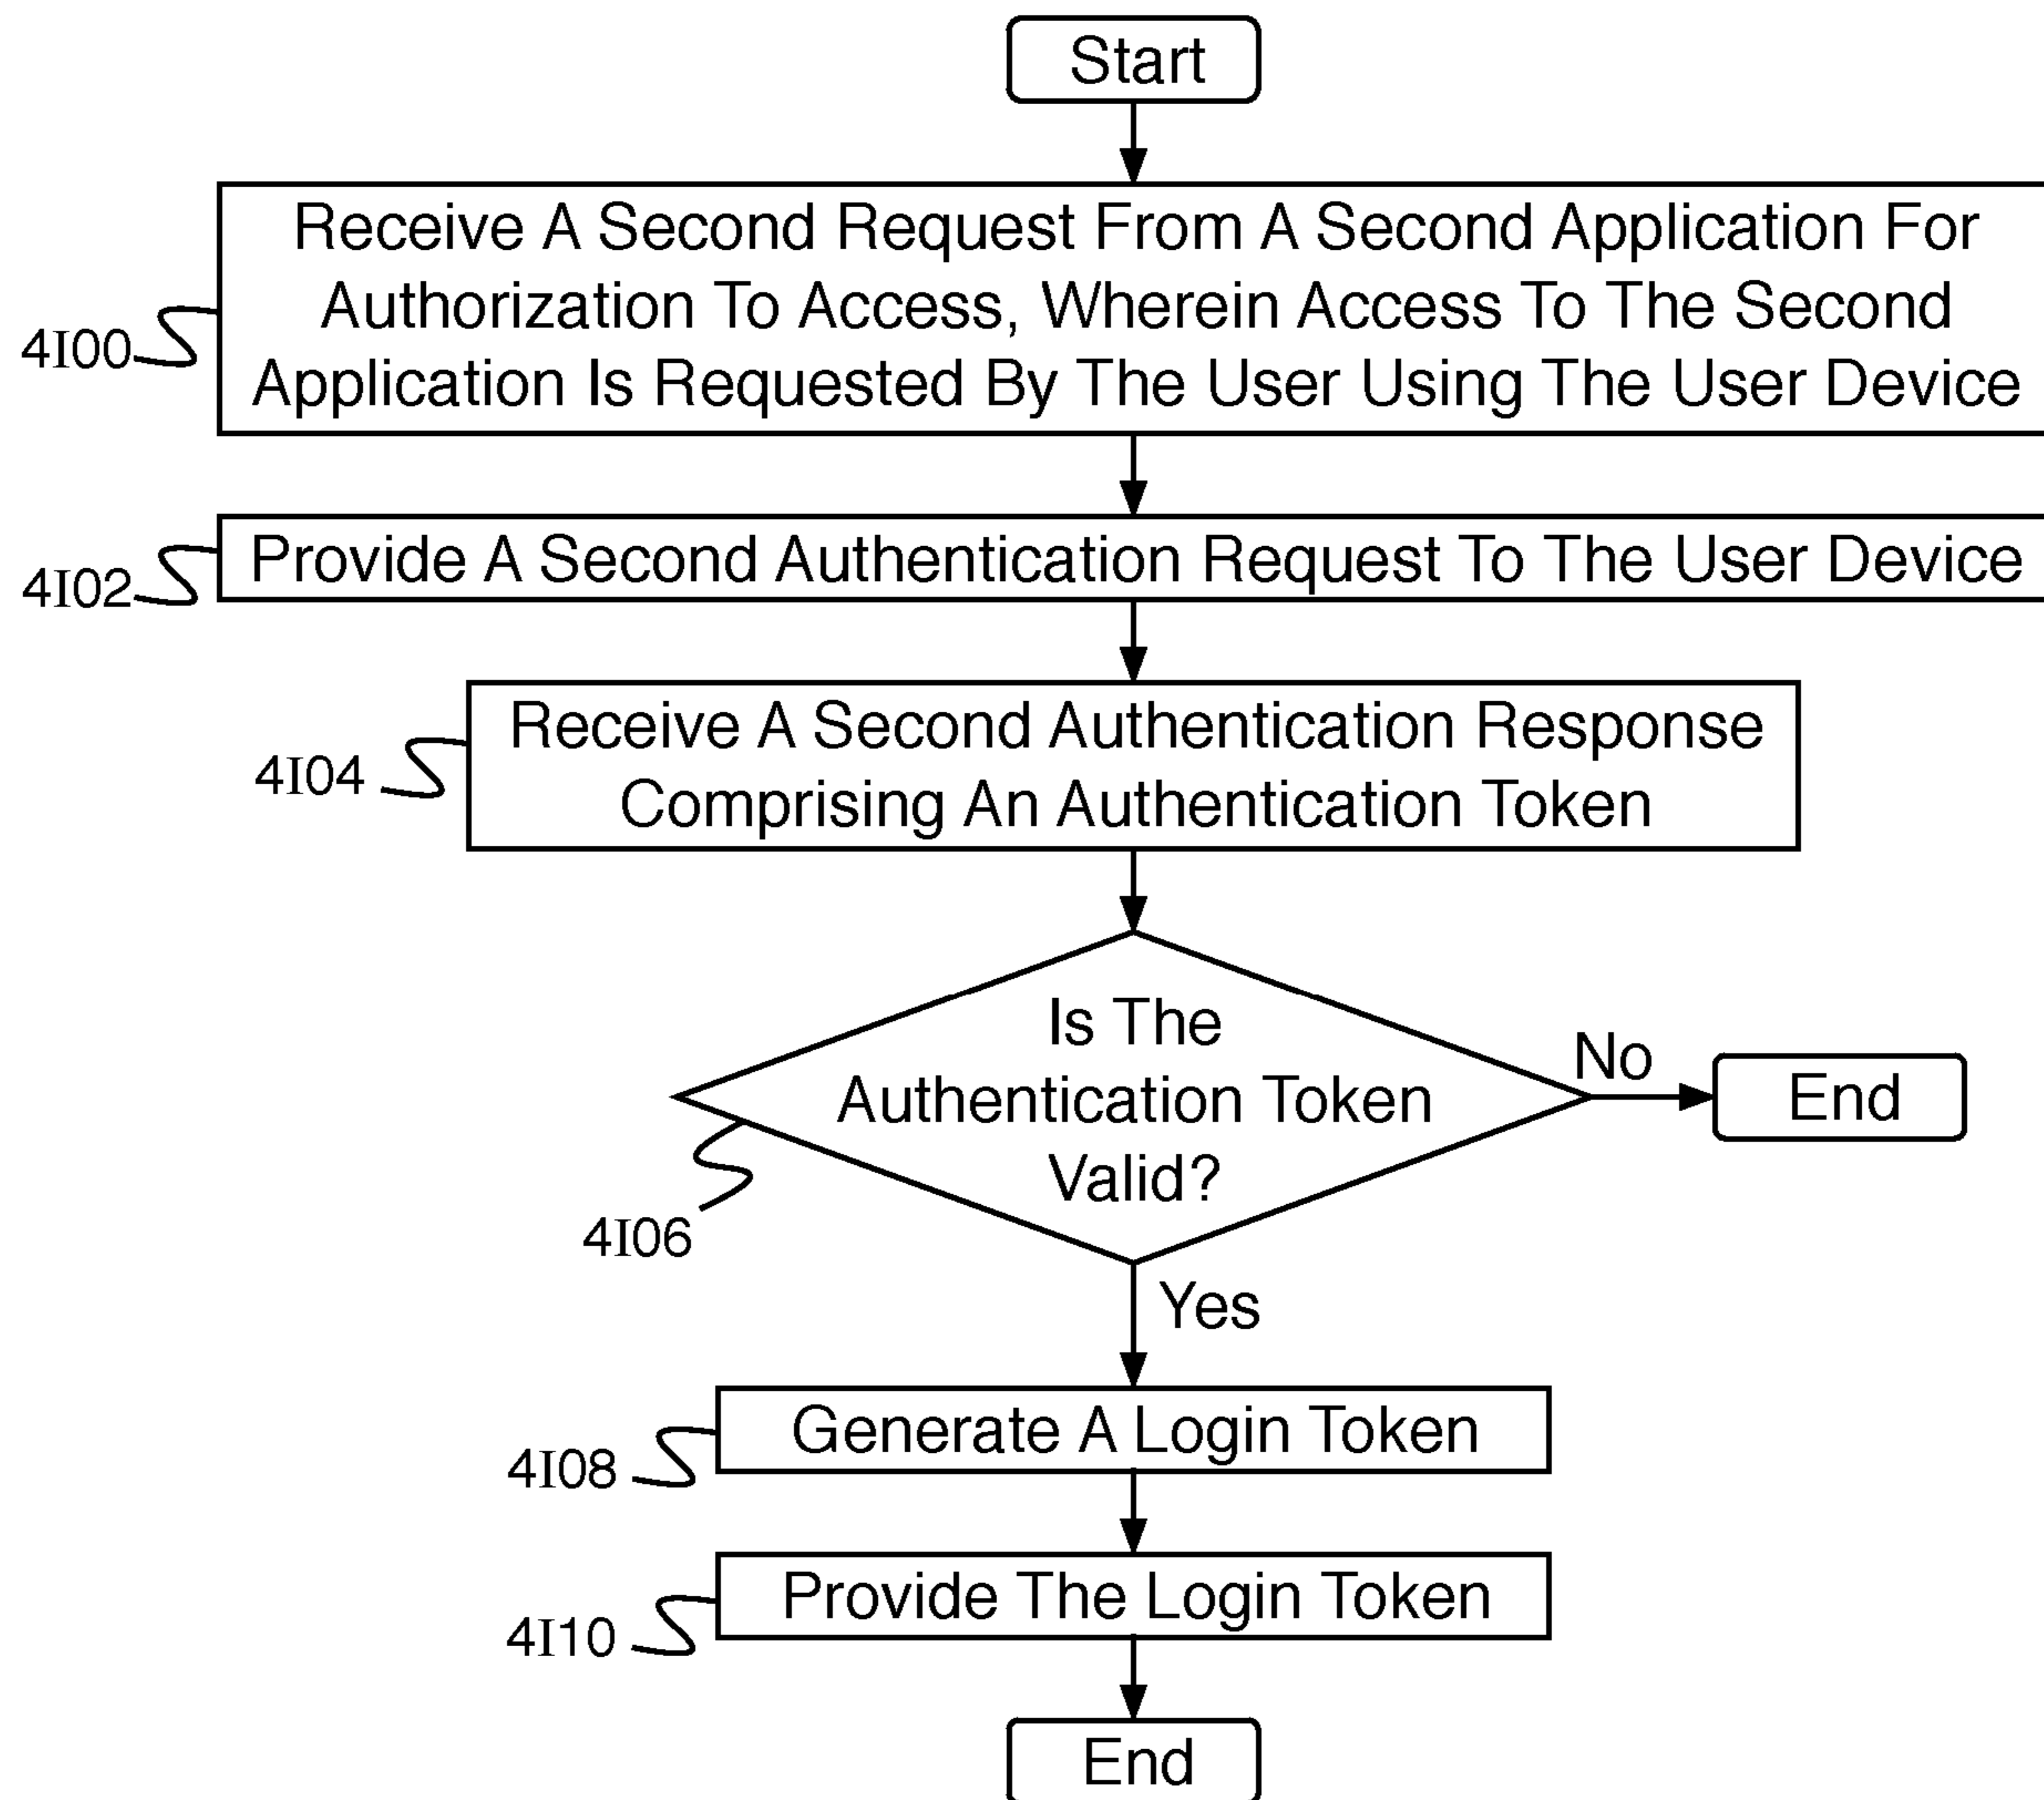 Start
Receive A Second Request From A Second Application For
Authorization To Access, Wherein Access To The Second
Application Is Requested By The User Using The User Device
4I00
Provide A Second Authentication Request To The User Device
4I02
Receive A Second Authentication Response
Comprising An Authentication Token
4I04
Is The
Authentication Token
Valid?
No
End
4I06
Yes
Generate A Login Token
4I08
Provide The Login Token
4I10
End